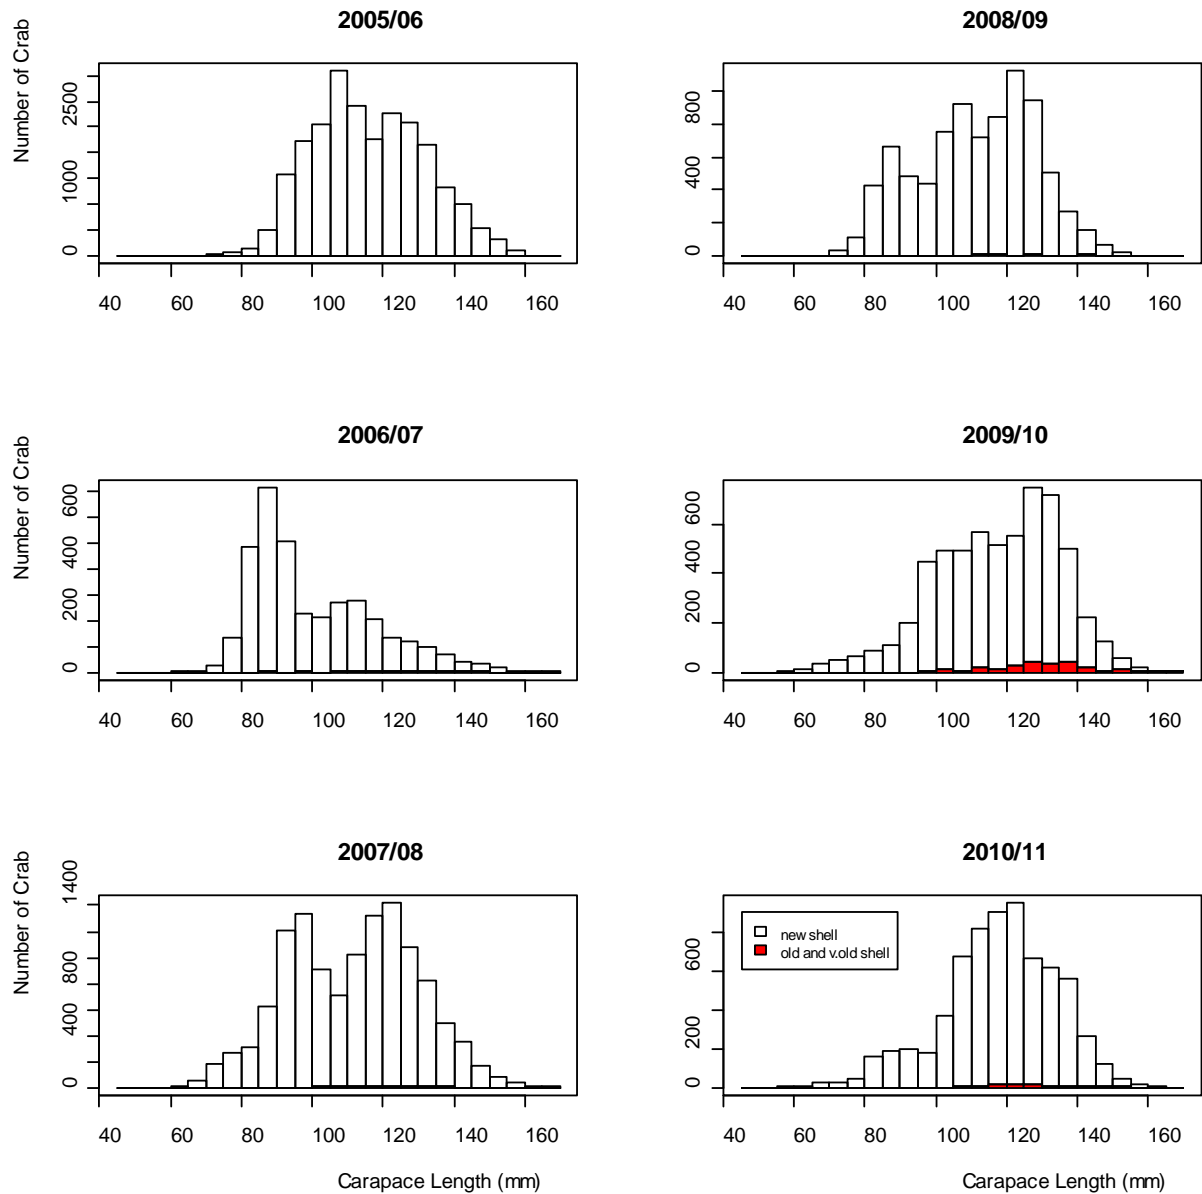 2005/06
Number of Crab
0 1000 2500
40 60 80 100 120 140 160
2008/09
0 400 800
40 60 80 100 120 140 160
2006/07
Number of Crab
0 200 400 600
40 60 80 100 120 140 160
2009/10
0 200 400 600
40 60 80 100 120 140 160
2007/08
Number of Crab
0 400 800 1400
40 60 80 100 120 140 160
Carapace Length (mm)
2010/11
0 200 600
new shell
old and v.old shell
40 60 80 100 120 140 160
Carapace Length (mm)